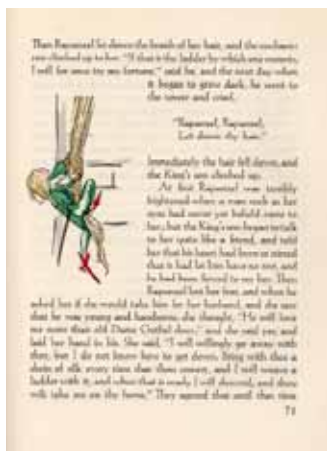 Then Rapunzel let down the braids of her hair, and the enchant-
ress climbed up to her. "If that is the ladder by which one mounts,
I will for once try my fortune," said he, and the next day when
it began to grow dark, he went to
the tower and cried,
"Rapunzel, Rapunzel,
Let down thy hair."
Immediately the hair fell down, and
the King's son climbed up.
At first Rapunzel was terribly
frightened when a man such as her
eyes had never yet beheld came to
her; but the King's son began to talk
to her quite like a friend, and told
her that his heart had been so stirred
that it had let him have no rest, and
he had been forced to see her. Then
Rapunzel lost her fear, and when he
asked her if she would take him for her husband, and she saw
that he was young and handsome, she thought, "He will love
me more than old Dame Gothel does;" and she said yes, and
laid her hand in his. She said, "I will willingly go away with
thee, but I do not know how to get down. Bring with thee a
skein of silk every time that thou comest, and I will weave a
ladder with it, and when that is ready I will descend, and thou
wilt take me on thy horse." They agreed that until that time
71